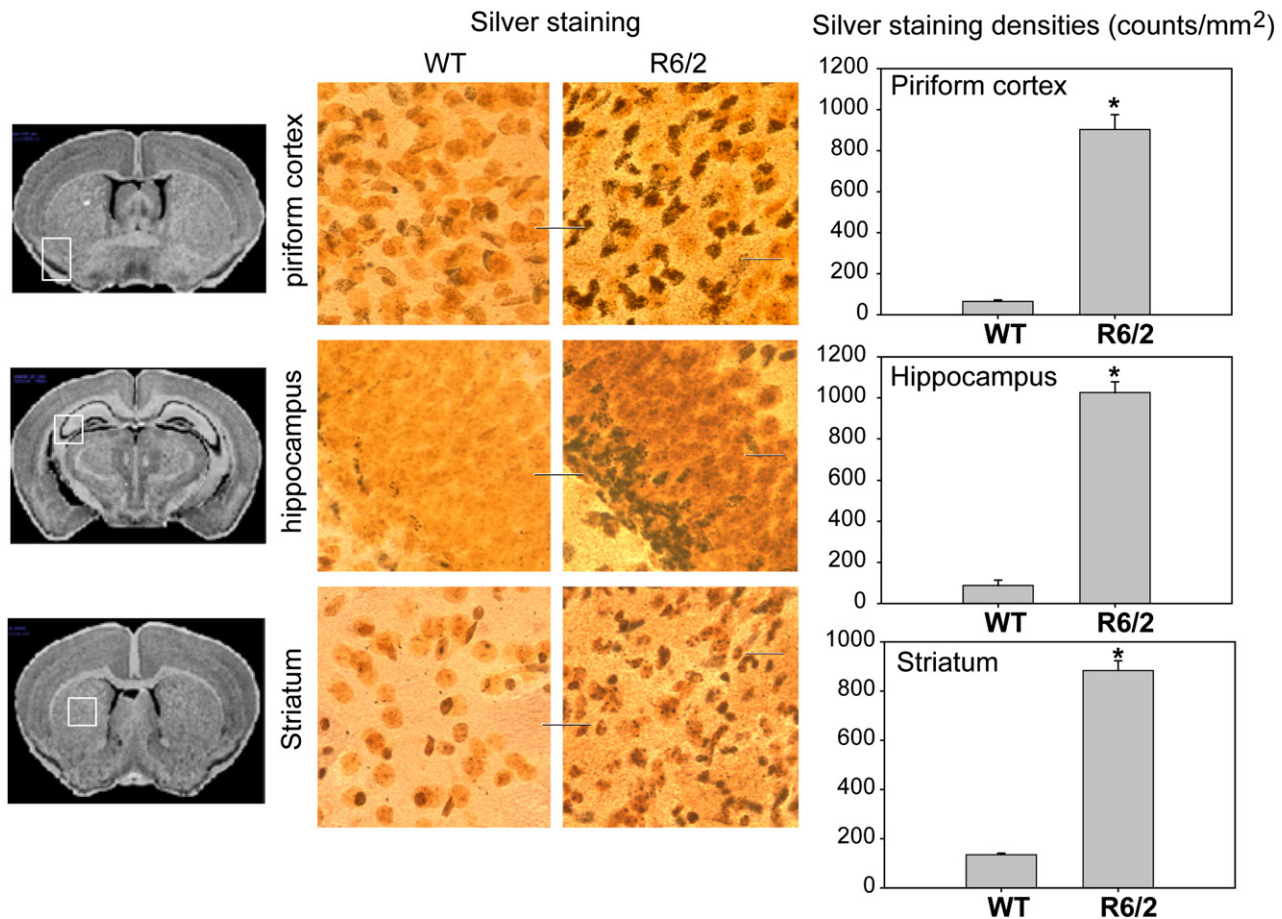 Silver staining
Silver staining densities (counts/mm²)
WT
R6/2
piriform cortex
hippocampus
Striatum
1200
1000
800
600
400
200
0
Piriform cortex
*
WT
R6/2
1200
1000
800
600
400
200
0
Hippocampus
*
WT
R6/2
1000
800
600
400
200
0
Striatum
*
WT
R6/2